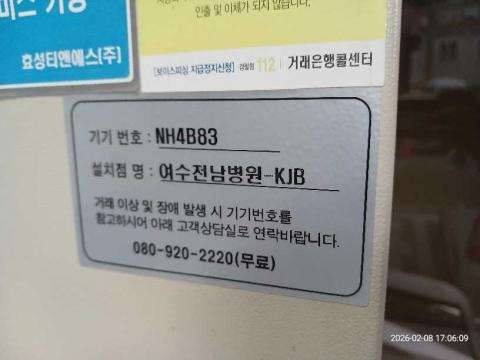 인출 및 이체가 되지 않습니다.
효성티앤에스(주)
[보이스피싱 지급정지신청] 경찰청 112 거래은행콜센터
기기 번호 : NH4B83
설치점 명 : 여수전남병원-KJB
거래 이상 및 장애 발생 시 기기번호를
참고하시어 아래 고객상담실로 연락바랍니다.
080-920-2220(무료)
2026-02-08 17:06:09